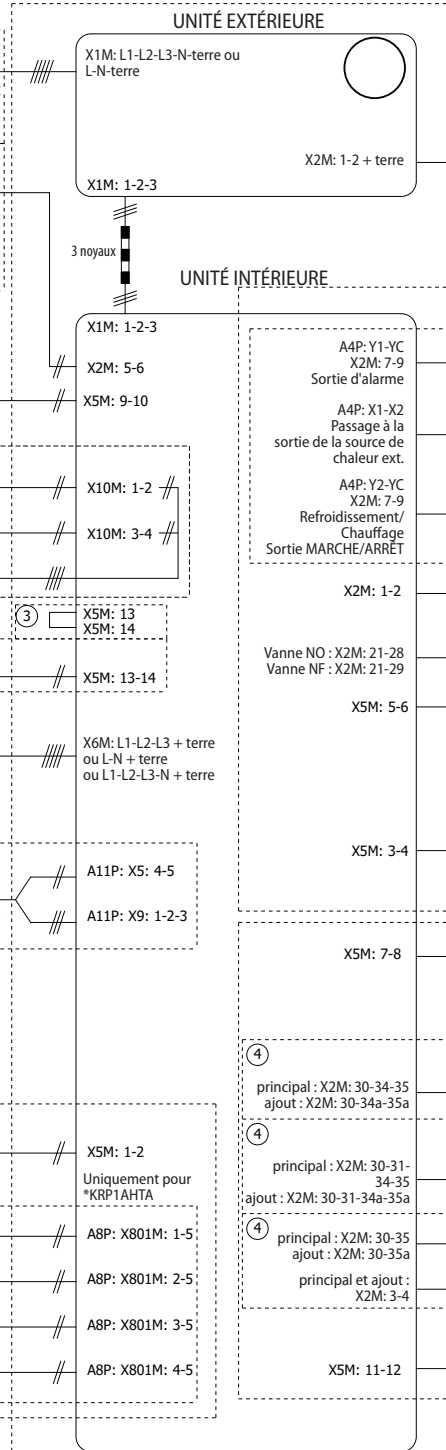 UNITÉ EXTÉRIEURE
X1M: L1-L2-L3-N-terre ou
L-N-terre
X2M: 1-2 + terre
X1M: 1-2-3
3 noyaux
UNITÉ INTÉRIEURE
X1M: 1-2-3
X2M: 5-6
X5M: 9-10
X10M: 1-2
X10M: 3-4
3
X5M: 13
X5M: 14
X5M: 13-14
X6M: L1-L2-L3 + terre
ou L-N + terre
ou L1-L2-L3-N + terre
A11P: X5: 4-5
A11P: X9: 1-2-3
X5M: 1-2
Uniquement pour
*KRP1AHTA
A8P: X801M: 1-5
A8P: X801M: 2-5
A8P: X801M: 3-5
A8P: X801M: 4-5
A4P: Y1-YC
X2M: 7-9
Sortie d'alarme
A4P: X1-X2
Passage à la
sortie de la source de
chaleur ext.
A4P: Y2-YC
X2M: 7-9
Refroidissement/
Chauffage
Sortie MARCHE/ARRÊT
X2M: 1-2
Vanne NO : X2M: 21-28
Vanne NF : X2M: 21-29
X5M: 5-6
X5M: 3-4
X5M: 7-8
4
principal : X2M: 30-34-35
ajout : X2M: 30-34a-35a
4
principal : X2M: 30-31-
34-35
ajout : X2M: 30-31-34a-35a
4
principal : X2M: 30-35
ajout : X2M: 30-35a
principal et ajout :
X2M: 3-4
X5M: 11-12